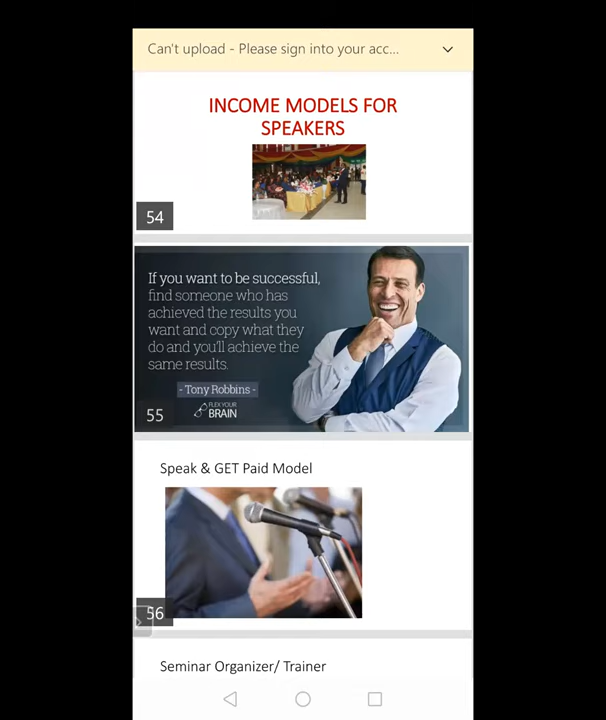 Can't upload - Please sign into your acc...
INCOME MODELS FOR
SPEAKERS
54
If you want to be successful,
find someone who has
achieved the results you
want and copy what they
do and you'll achieve the
same results.
- Tony Robbins -
FLEX YOUR
BRAIN
55
Speak & GET Paid Model
56
Seminar Organizer/ Trainer